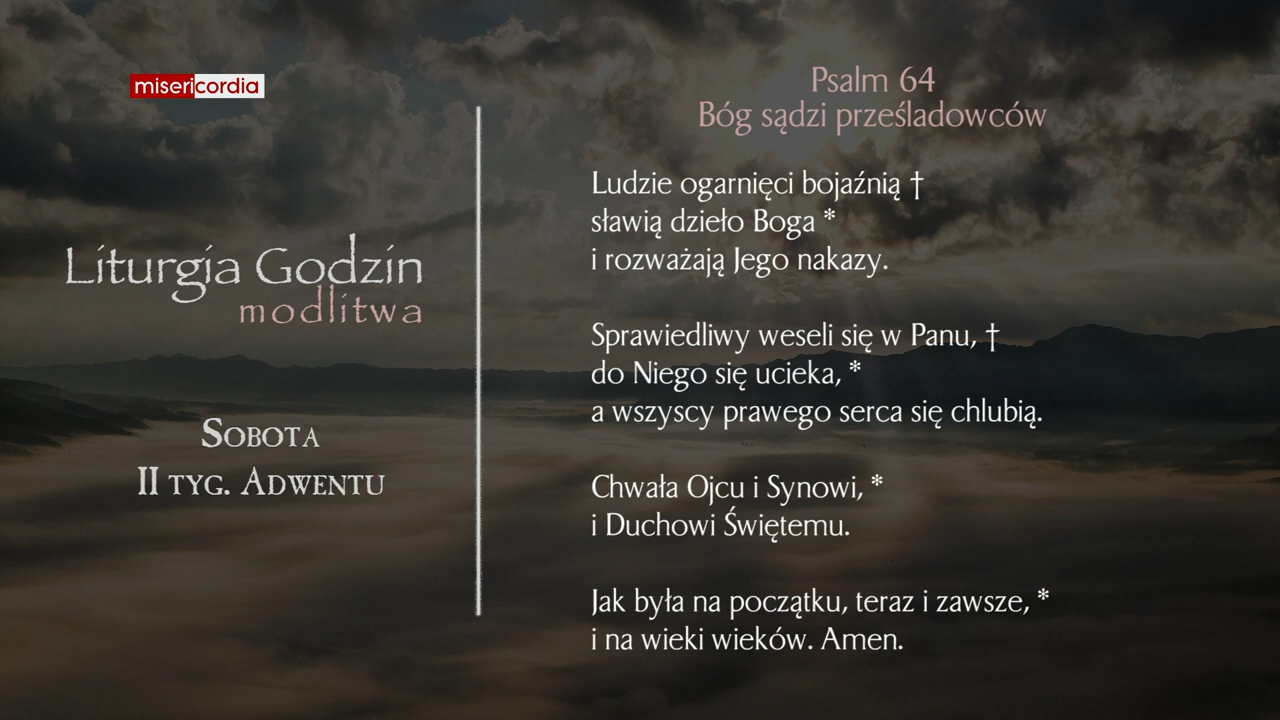 misericordia
Liturgia Godzin
modlitwa
Sobota
II tyg. Adwentu
Psalm 64
Bóg sądzi prześladowców
Ludzie ogarnięci bojaźnią †
sławią dzieło Boga *
i rozważają Jego nakazy.
Sprawiedliwy weseli się w Panu, †
do Niego się ucieka, *
a wszyscy prawego serca się chlubią.
Chwała Ojcu i Synowi, *
i Duchowi Świętemu.
Jak była na początku, teraz i zawsze, *
i na wieki wieków. Amen.